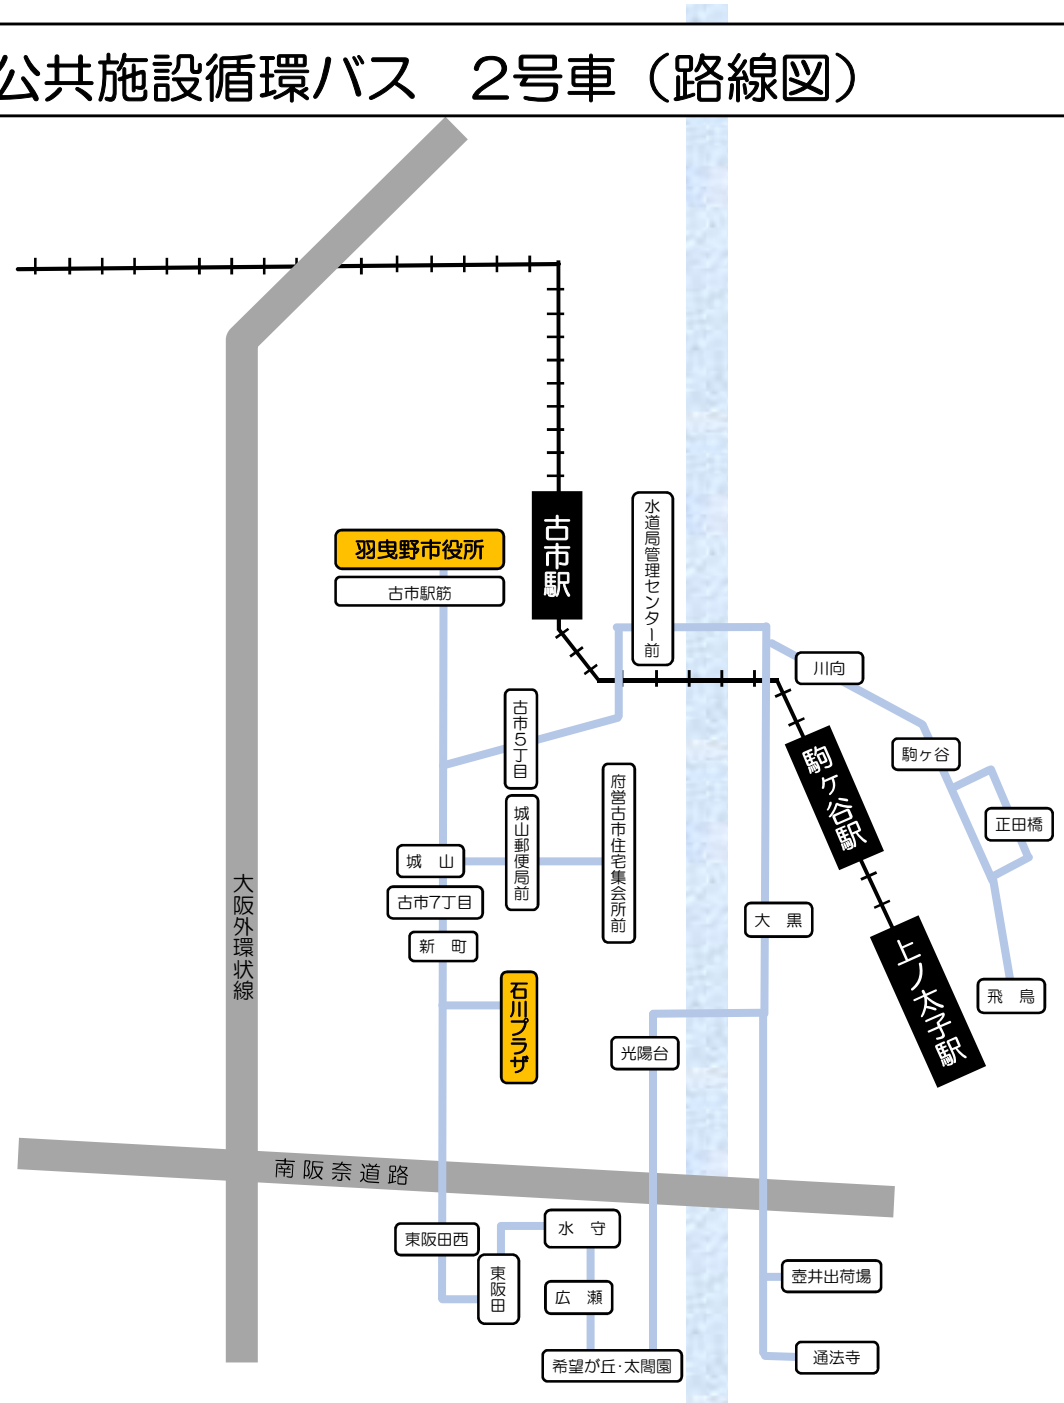 公共施設循環バス　２号車（路線図）
古市駅
水道局管理センター前
羽曳野市役所
古市駅筋
川向
古市５丁目
駒ヶ谷
駒ケ谷駅
府営古市住宅集会所前
城山郵便局前
正田橋
城　山
大阪外環状線
古市7丁目
大　黒
新　町
上ノ太子駅
石川プラザ
飛　鳥
光陽台
南阪奈道路
東阪田西
水　守
東阪田
壺井出荷場
広　瀬
通法寺
希望が丘・太閤園